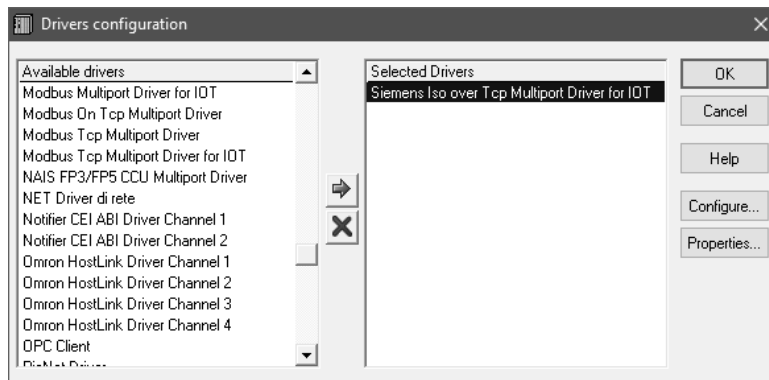 Drivers configuration
Available drivers
Modbus Multiport Driver for IOT
Modbus On Tcp Multiport Driver
Modbus Tcp Multiport Driver
Modbus Tcp Multiport Driver for IOT
NAIS FP3/FP5 CCU Multiport Driver
NET Driver di rete
Notifier CEI ABI Driver Channel 1
Notifier CEI ABI Driver Channel 2
Omron HostLink Driver Channel 1
Omron HostLink Driver Channel 2
Omron HostLink Driver Channel 3
Omron HostLink Driver Channel 4
OPC Client
Selected Drivers
Siemens Iso over Tcp Multiport Driver for IOT
OK
Cancel
Help
Configure...
Properties...